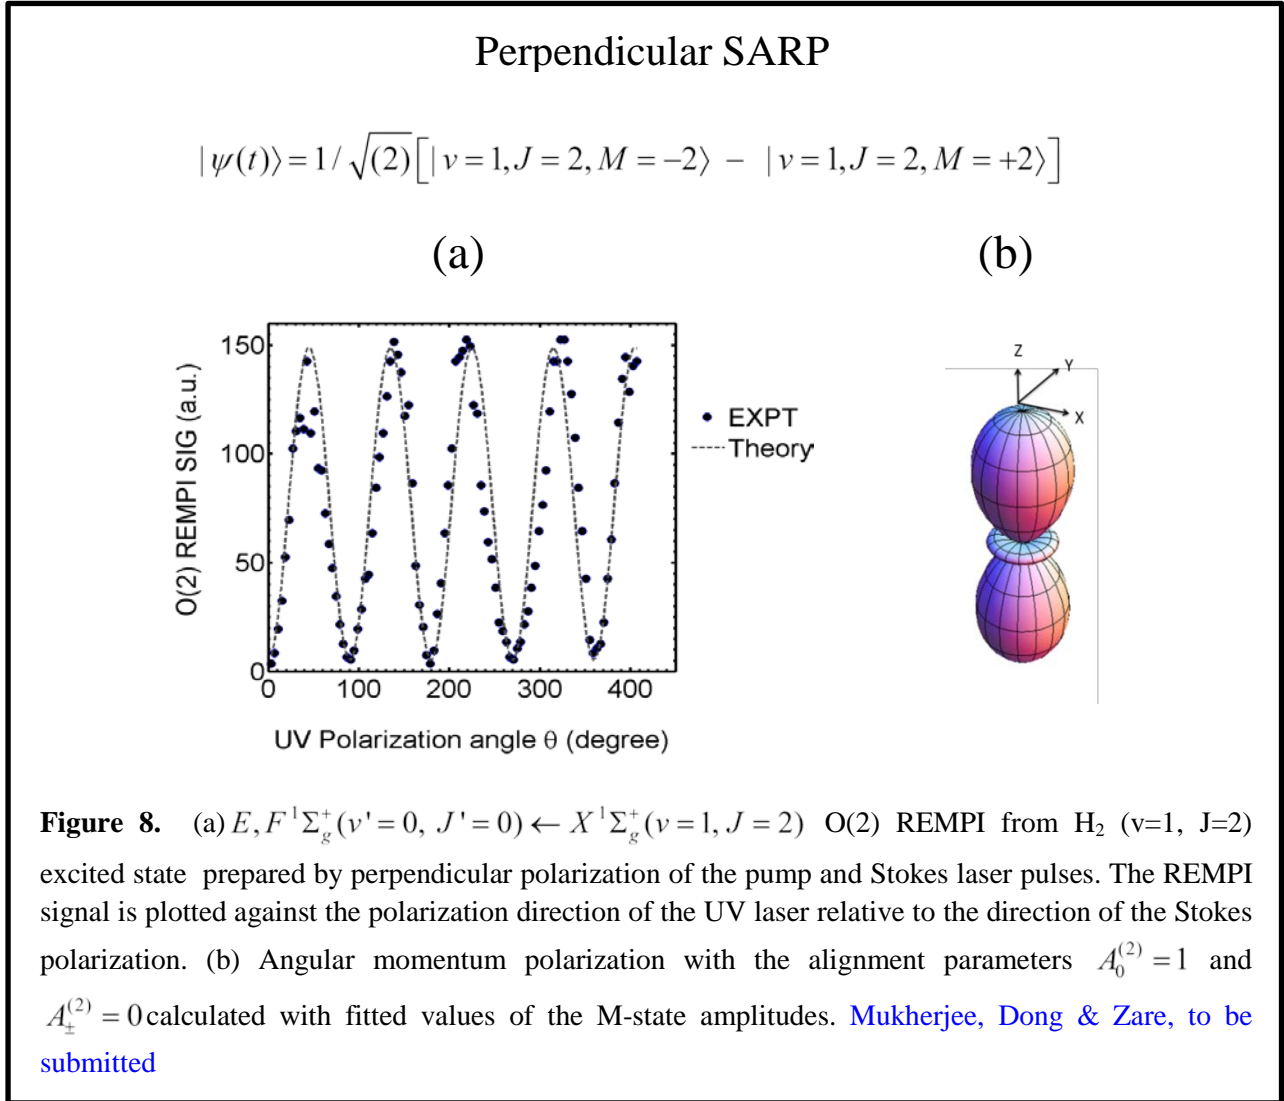 Perpendicular SARP
|ψ(t)⟩ = 1/√(2)[|v = 1, J = 2, M = −2⟩ − |v = 1, J = 2, M = +2⟩]
(a)
(b)
150
100
50
0
0 100 200 300 400
O(2) REMPI SIG (a.u.)
UV Polarization angle θ (degree)
EXPT
Theory
Z
Y
X
Figure 8. (a) E, F ¹Σg⁺(v' = 0, J' = 0) ← X ¹Σg⁺(v = 1, J = 2) O(2) REMPI from H₂ (v=1, J=2)
excited state prepared by perpendicular polarization of the pump and Stokes laser pulses. The REMPI
signal is plotted against the polarization direction of the UV laser relative to the direction of the Stokes
polarization. (b) Angular momentum polarization with the alignment parameters A₀⁽²⁾ = 1 and
A±⁽²⁾ = 0 calculated with fitted values of the M-state amplitudes. Mukherjee, Dong & Zare, to be
submitted